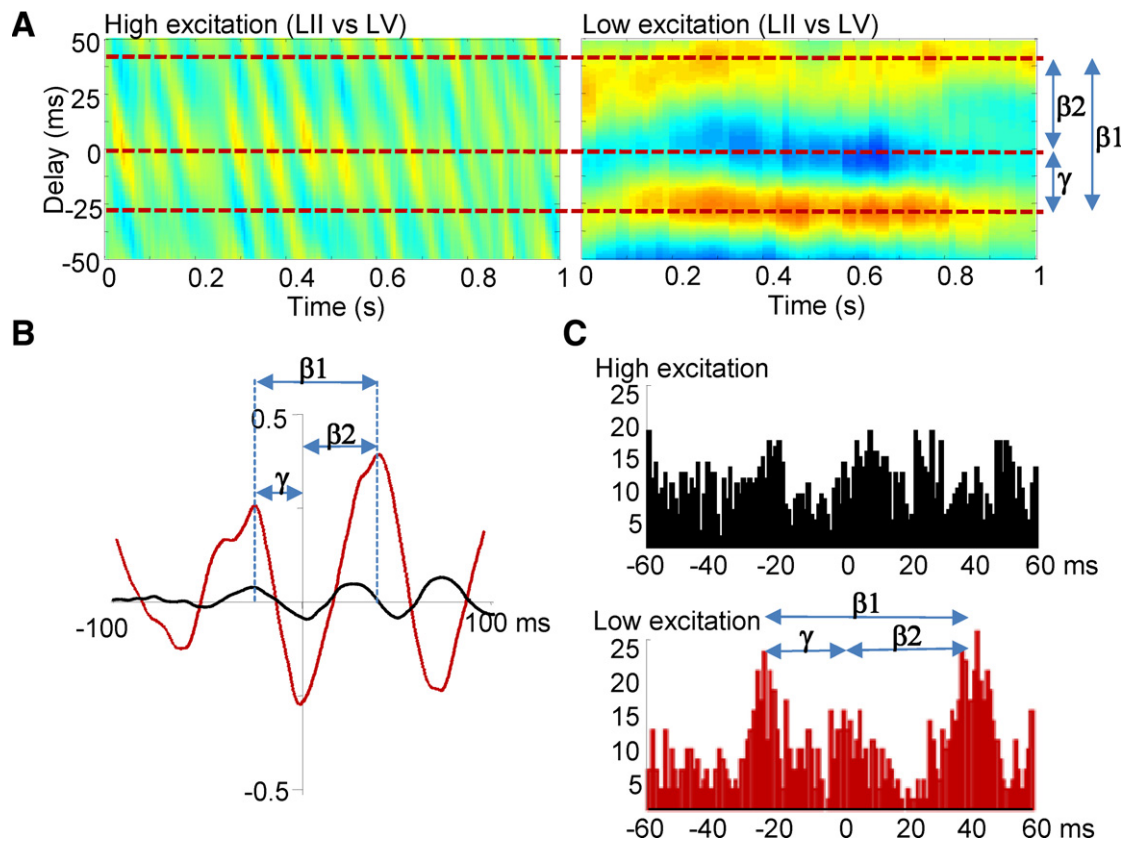 A
High excitation (LII vs LV)
Low excitation (LII vs LV)
50
25
0
-25
-50
Delay (ms)
0 0.2 0.4 0.6 0.8 1
0.2 0.4 0.6 0.8 1
0
Time (s)
Time (s)
β2
β1
γ
B
β1
0.5
β2
γ
-100
100 ms
-0.5
C
High excitation
25
20
15
10
5
-60 -40 -20 0 20 40 60 ms
Low excitation
β1
γ
β2
25
20
15
10
5
-60 -40 -20 0 20 40 60 ms